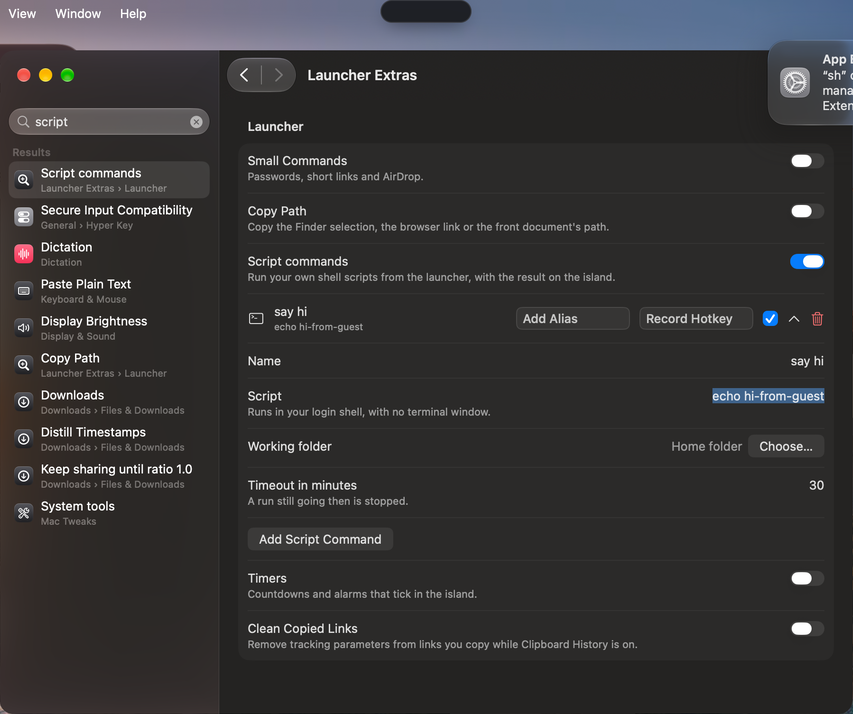 View Window Help
App
"sh"
mana
Exten
Launcher Extras
script
Results
Script commands
Launcher Extras › Launcher
Secure Input Compatibility
General › Hyper Key
Dictation
Dictation
Paste Plain Text
Keyboard & Mouse
Display Brightness
Display & Sound
Copy Path
Launcher Extras › Launcher
Downloads
Downloads › Files & Downloads
Distill Timestamps
Downloads › Files & Downloads
Keep sharing until ratio 1.0
Downloads › Files & Downloads
System tools
Mac Tweaks
Launcher
Small Commands
Passwords, short links and AirDrop.
Copy Path
Copy the Finder selection, the browser link or the front document's path.
Script commands
Run your own shell scripts from the launcher, with the result on the island.
say hi
echo hi-from-guest
Add Alias
Record Hotkey
Name
say hi
Script
echo hi-from-guest
Runs in your login shell, with no terminal window.
Working folder
Home folder
Choose...
Timeout in minutes
30
A run still going then is stopped.
Add Script Command
Timers
Countdowns and alarms that tick in the island.
Clean Copied Links
Remove tracking parameters from links you copy while Clipboard History is on.